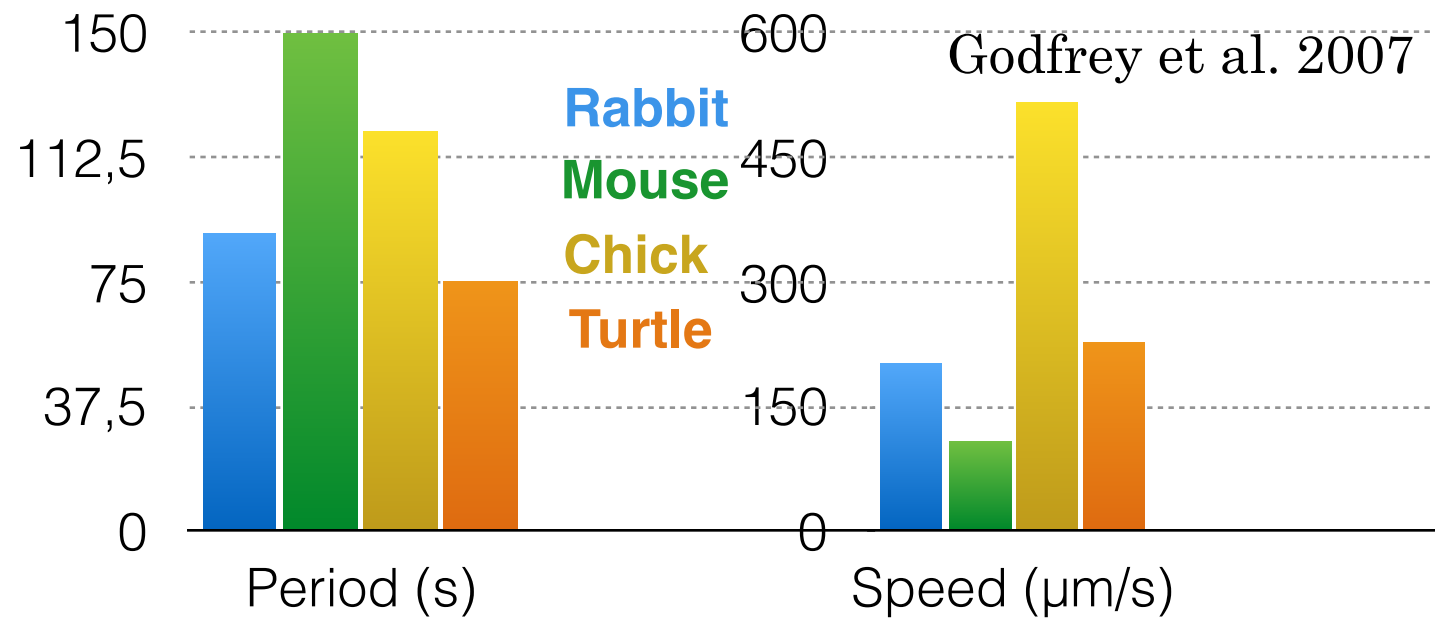 150
112,5
75
37,5
0
Period (s)
Rabbit
Mouse
Chick
Turtle
600
450
300
150
0
Speed (µm/s)
Godfrey et al. 2007